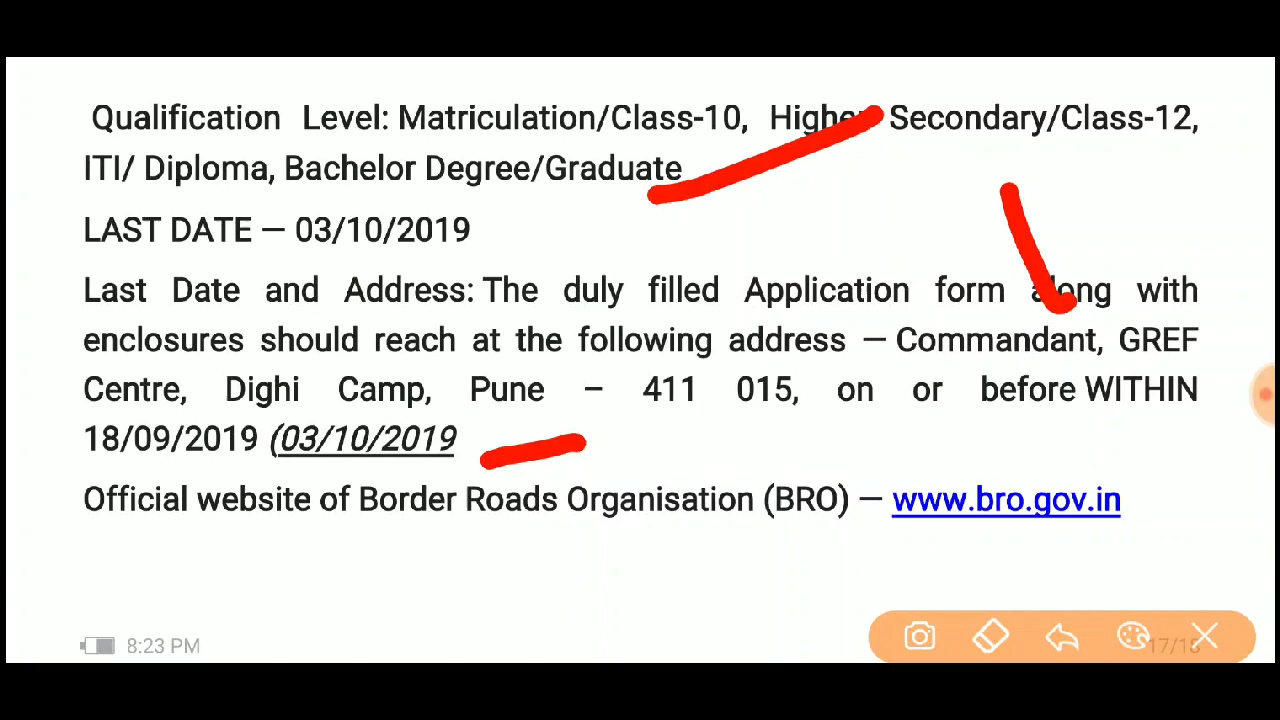 Qualification Level: Matriculation/Class-10, Higher Secondary/Class-12,
ITI/ Diploma, Bachelor Degree/Graduate
LAST DATE — 03/10/2019
Last Date and Address: The duly filled Application form along with
enclosures should reach at the following address — Commandant, GREF
Centre, Dighi Camp, Pune – 411 015, on or before WITHIN
18/09/2019 (03/10/2019
Official website of Border Roads Organisation (BRO) — www.bro.gov.in
8:23 PM
17/18